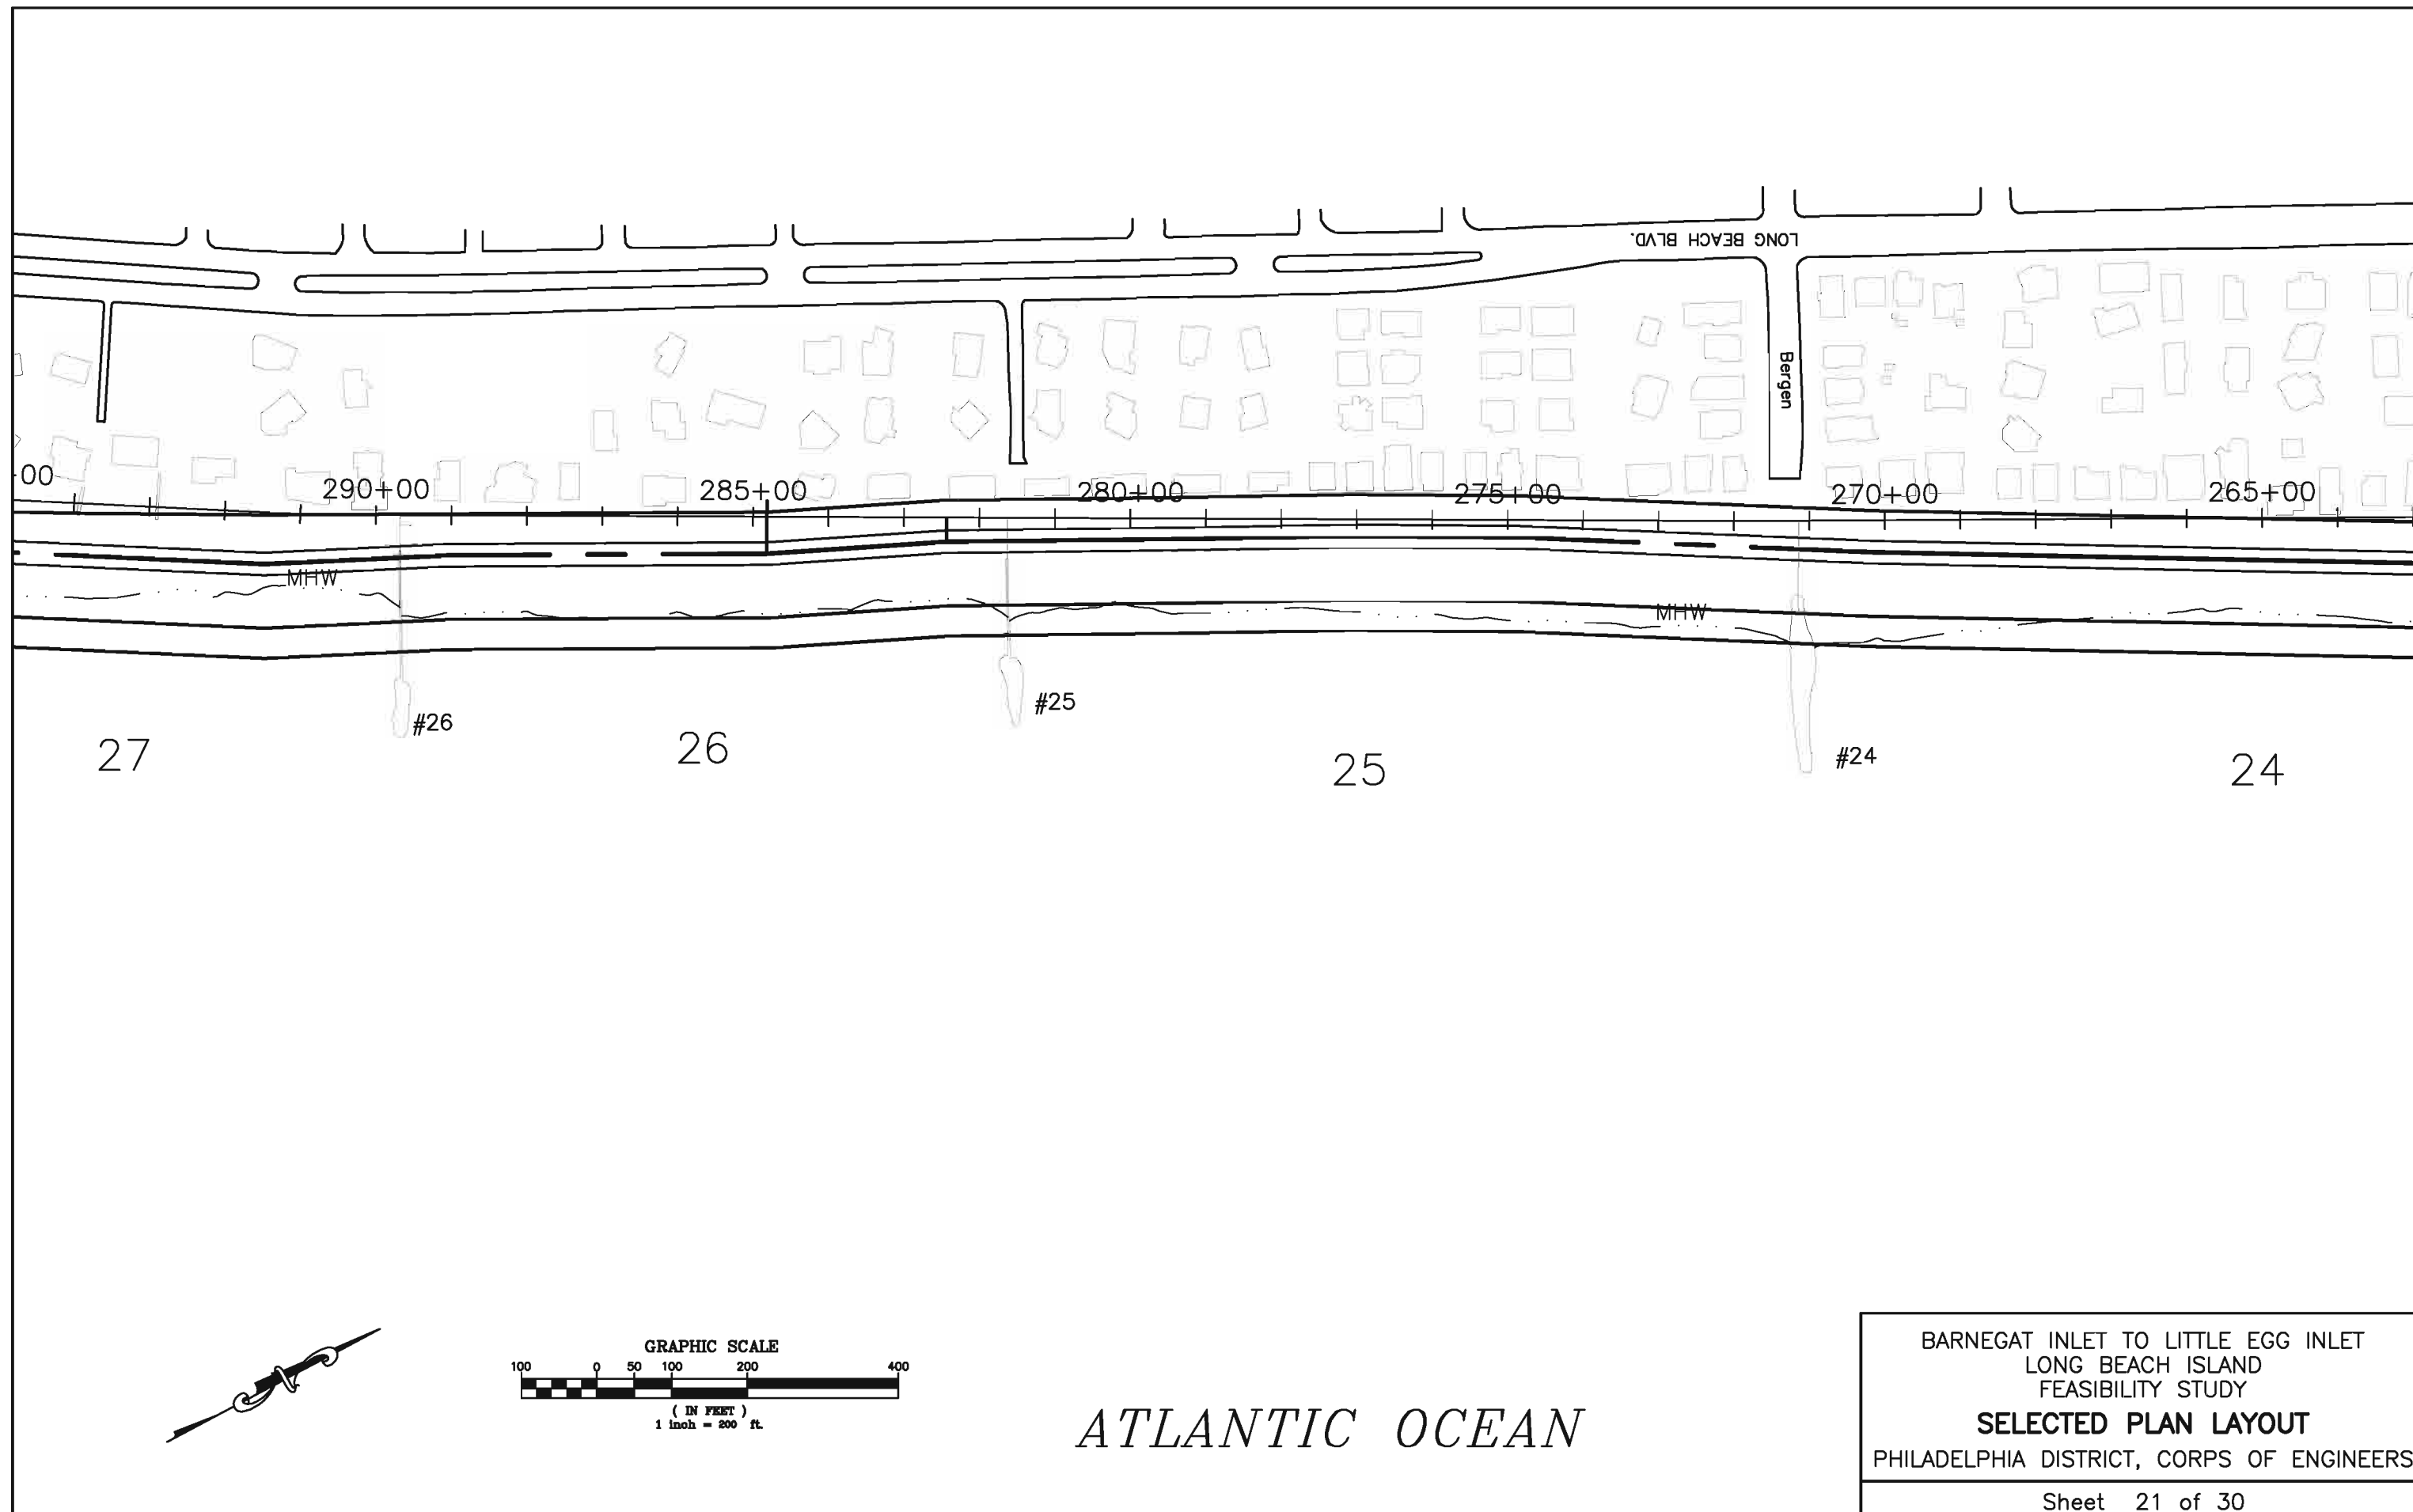 LONG BEACH BLVD.
Bergen
00
290+00
285+00
280+00
275+00
270+00
265+00
MHW
MHW
#26
#25
#24
27
26
25
24
GRAPHIC SCALE
100 0 50 100 200 400
( IN FEET )
1 inch = 200 ft.
ATLANTIC OCEAN
BARNEGAT INLET TO LITTLE EGG INLET
LONG BEACH ISLAND
FEASIBILITY STUDY
SELECTED PLAN LAYOUT
PHILADELPHIA DISTRICT, CORPS OF ENGINEERS
Sheet 21 of 30